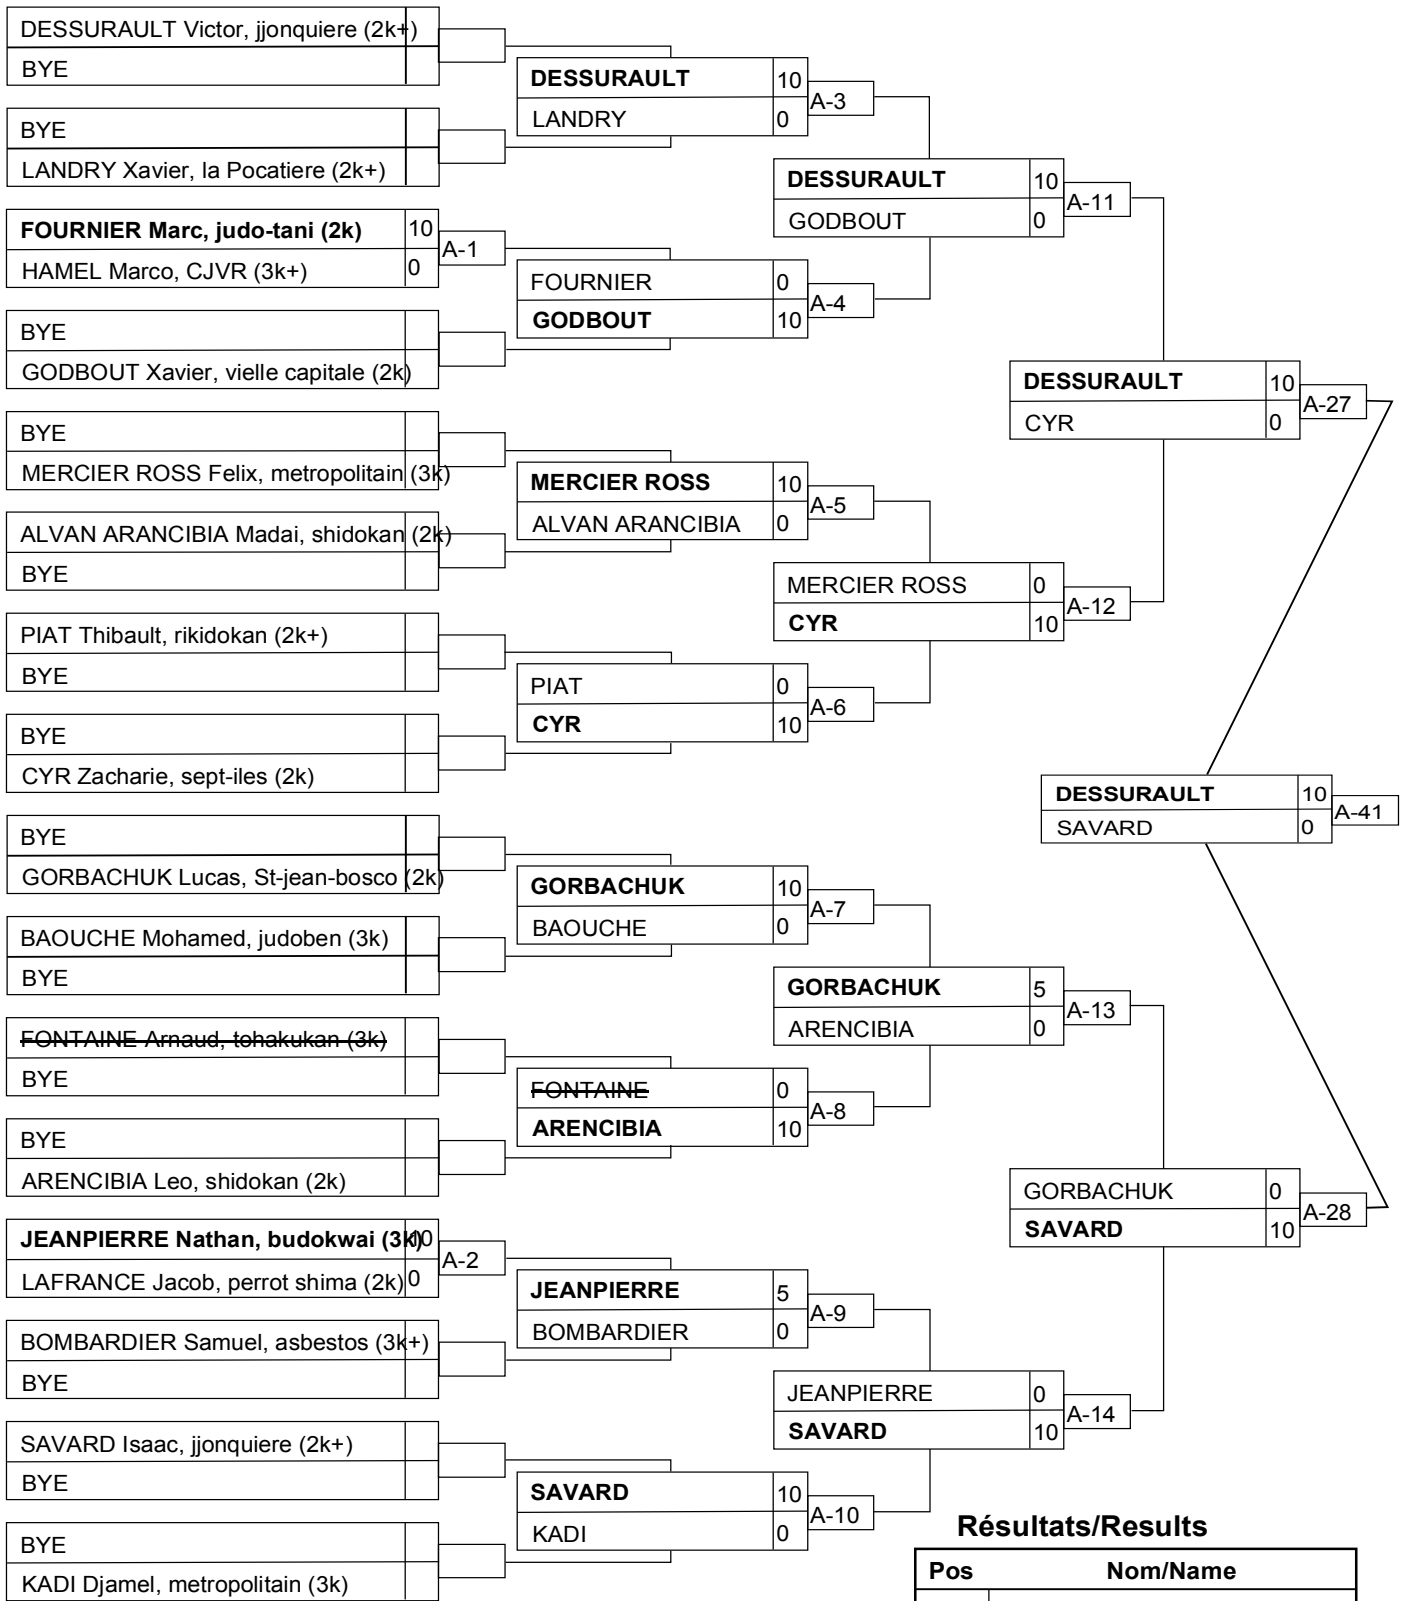 DESSURAULT Victor, jjonquiere (2k+)
BYE
BYE
LANDRY Xavier, la Pocatiere (2k+)
FOURNIER Marc, judo-tani (2k) 10
A-1
HAMEL Marco, CJVR (3k+) 0
BYE
GODBOUT Xavier, vielle capitale (2k)
BYE
MERCIER ROSS Felix, metropolitain (3k)
ALVAN ARANCIBIA Madai, shidokan (2k)
BYE
PIAT Thibault, rikidokan (2k+)
BYE
BYE
CYR Zacharie, sept-iles (2k)
BYE
GORBACHUK Lucas, St-jean-bosco (2k)
BAOUCHE Mohamed, judoben (3k)
BYE
FONTAINE Arnaud, tohakukan (3k)
BYE
BYE
ARENCIBIA Leo, shidokan (2k)
JEANPIERRE Nathan, budokwai (3k) 10
A-2
LAFRANCE Jacob, perrot shima (2k) 0
BOMBARDIER Samuel, asbestos (3k+)
BYE
SAVARD Isaac, jjonquiere (2k+)
BYE
BYE
KADI Djamel, metropolitain (3k)
DESSURAULT 10
A-3
LANDRY 0
FOURNIER 0
A-4
GODBOUT 10
MERCIER ROSS 10
A-5
ALVAN ARANCIBIA 0
PIAT 0
A-6
CYR 10
GORBACHUK 10
A-7
BAOUCHE 0
FONTAINE 0
A-8
ARENCIBIA 10
JEANPIERRE 5
A-9
BOMBARDIER 0
SAVARD 10
A-10
KADI 0
DESSURAULT 10
A-11
GODBOUT 0
MERCIER ROSS 0
A-12
CYR 10
GORBACHUK 5
A-13
ARENCIBIA 0
JEANPIERRE 0
A-14
SAVARD 10
DESSURAULT 10
A-27
CYR 0
GORBACHUK 0
A-28
SAVARD 10
DESSURAULT 10
A-41
SAVARD 0
Résultats/Results
Pos Nom/Name